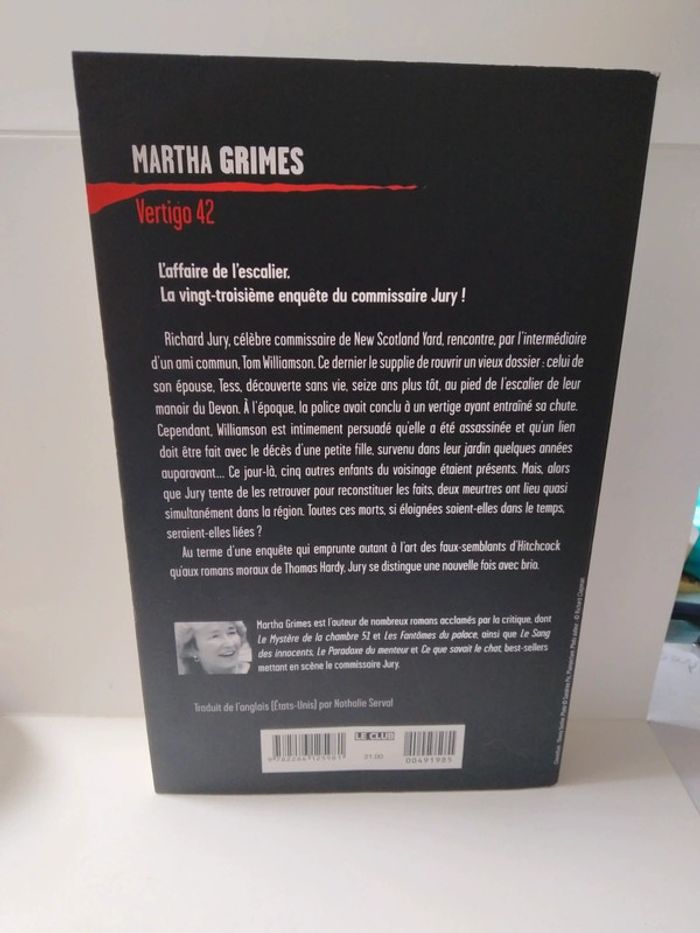 MARTHA GRIMES
Vertigo 42
L'affaire de l'escalier.
La vingt-troisième enquête du commissaire Jury !
Richard Jury, célèbre commissaire de New Scotland Yard, rencontre, par l'intermédiaire
d'un ami commun, Tom Williamson. Ce dernier le supplie de rouvrir un vieux dossier : celui de
son épouse, Tess, découverte sans vie, seize ans plus tôt, au pied de l'escalier de leur
manoir du Devon. À l'époque, la police avait conclu à un vertige ayant entraîné sa chute.
Cependant, Williamson est intimement persuadé qu'elle a été assassinée et qu'un lien
doit être fait avec le décès d'une petite fille, survenu dans leur jardin quelques années
auparavant... Ce jour-là, cinq autres enfants du voisinage étaient présents. Mais, alors
que Jury tente de les retrouver pour reconstituer les faits, deux meurtres ont lieu quasi
simultanément dans la région. Toutes ces morts, si éloignées soient-elles dans le temps,
seraient-elles liées ?
Au terme d'une enquête qui emprunte autant à l'art des faux-semblants d'Hitchcock
qu'aux romans moraux de Thomas Hardy, Jury se distingue une nouvelle fois avec brio.
Martha Grimes est l'auteur de nombreux romans acclamés par la critique, dont
Le Mystère de la chambre 51 et Les Fantômes du palace, ainsi que Le Sang
des innocents, Le Paradoxe du menteur et Ce que savait le chat, best-sellers
mettant en scène le commissaire Jury.
Traduit de l'anglais (États-Unis) par Nathalie Serval
LE CLUB
9 782266 125901
21.00
00491985